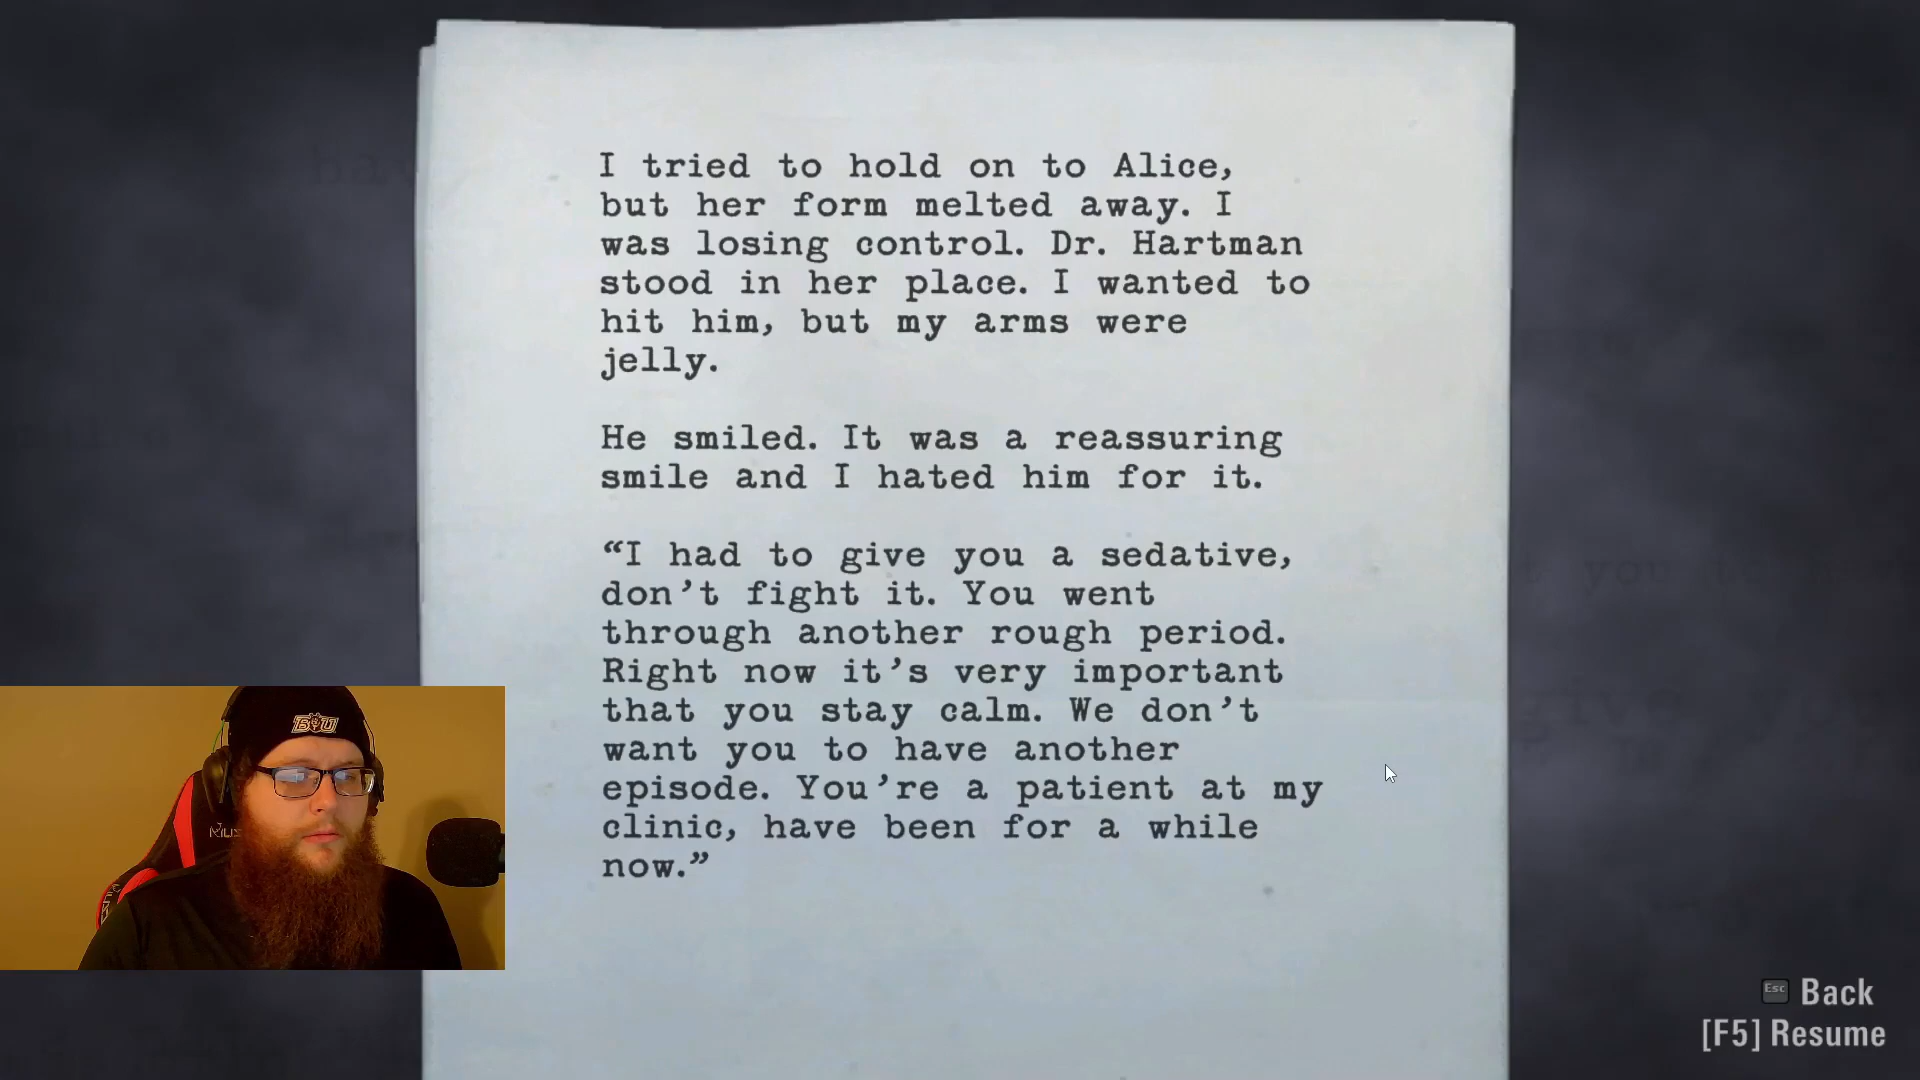 I tried to hold on to Alice,
but her form melted away. I
was losing control. Dr. Hartman
stood in her place. I wanted to
hit him, but my arms were
jelly.
He smiled. It was a reassuring
smile and I hated him for it.
“I had to give you a sedative,
don’t fight it. You went
through another rough period.
Right now it’s very important
that you stay calm. We don’t
want you to have another
episode. You’re a patient at my
clinic, have been for a while
now.”
Esc Back
[F5] Resume